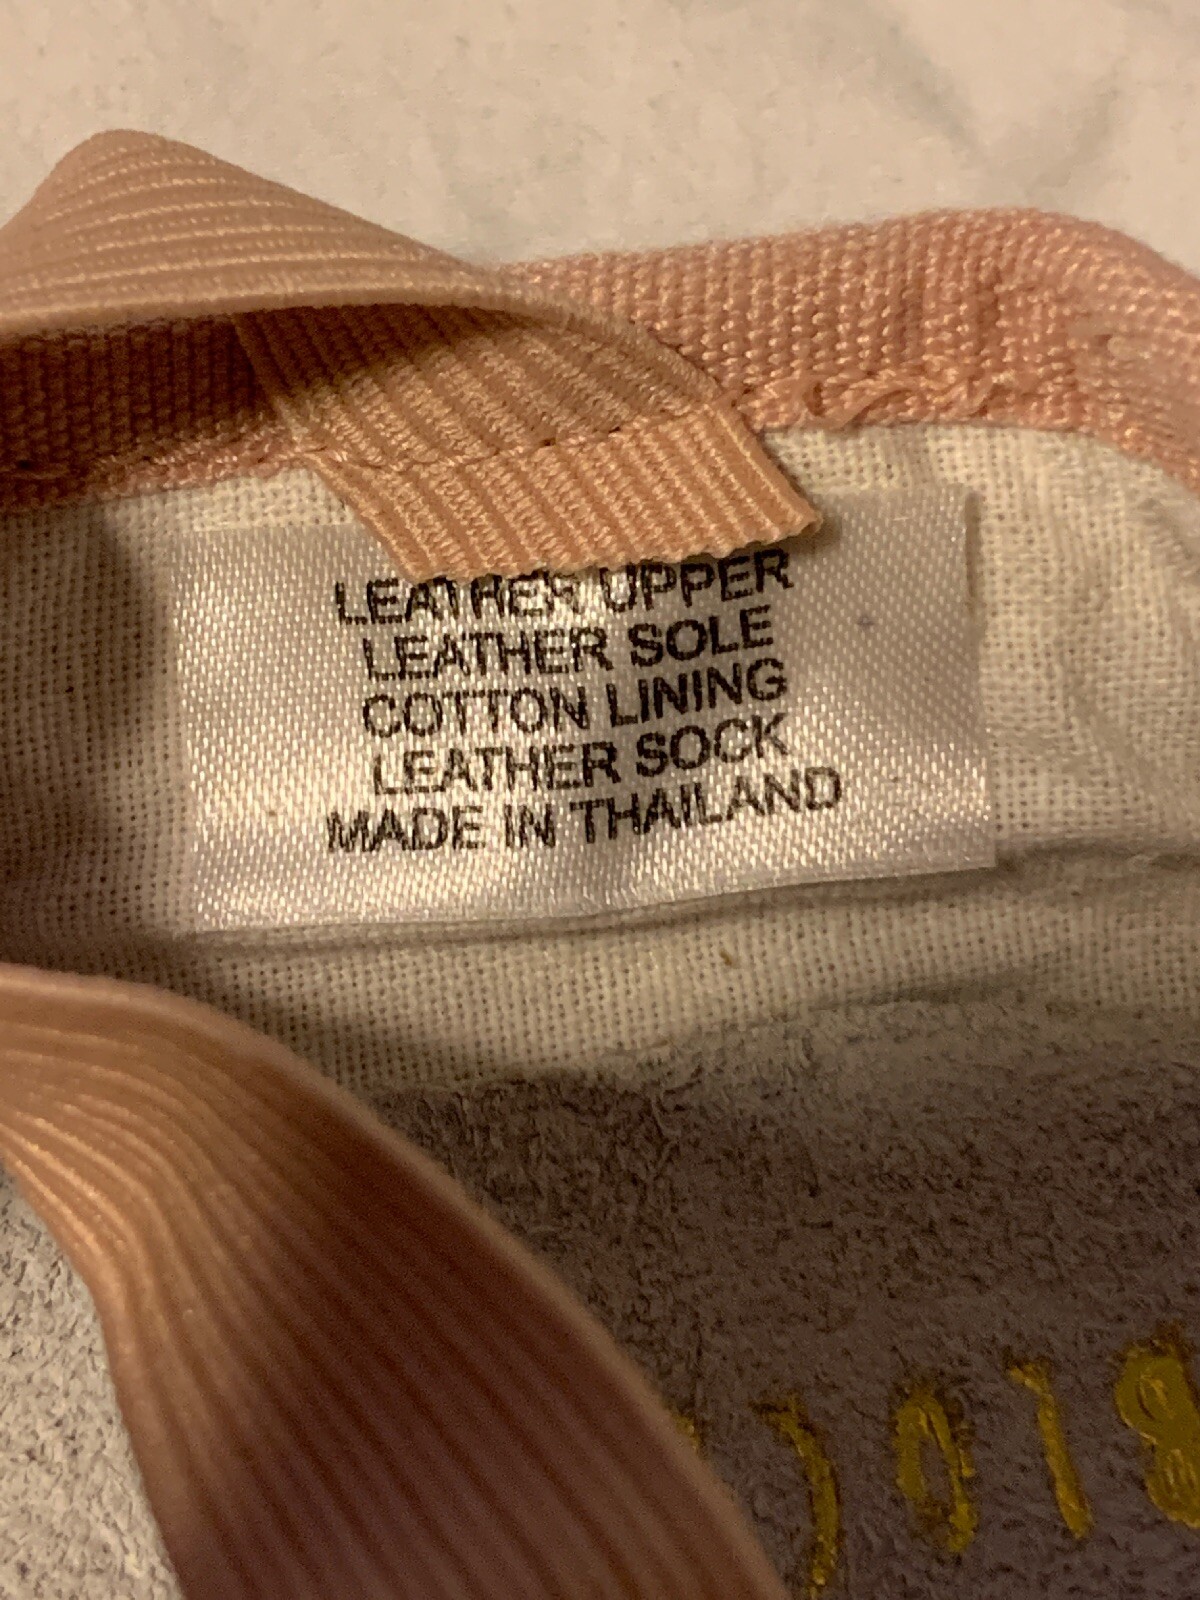 LEATHER UPPER
LEATHER SOLE
COTTON LINING
LEATHER SOCK
MADE IN THAILAND